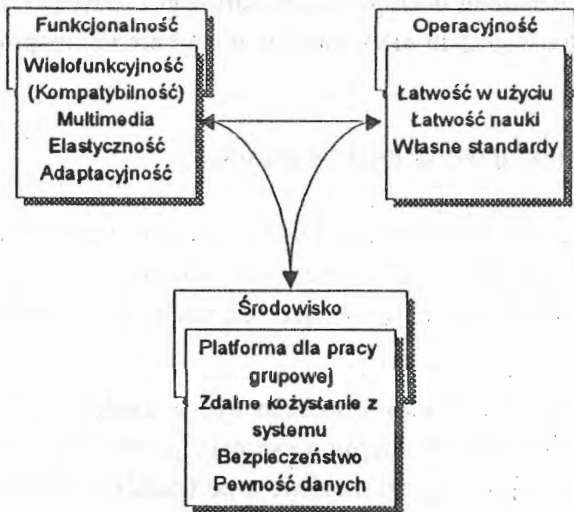 Funkcjonalność
Wielofunkcyjność
(Kompatybilność)
Multimedia
Elastyczność
Adaptacyjność
Operacyjność
Łatwość w użyciu
Łatwość nauki
Własne standardy
Środowisko
Platforma dla pracy
grupowej
Zdalne kożystanie z
systemu
Bezpieczeństwo
Pewność danych